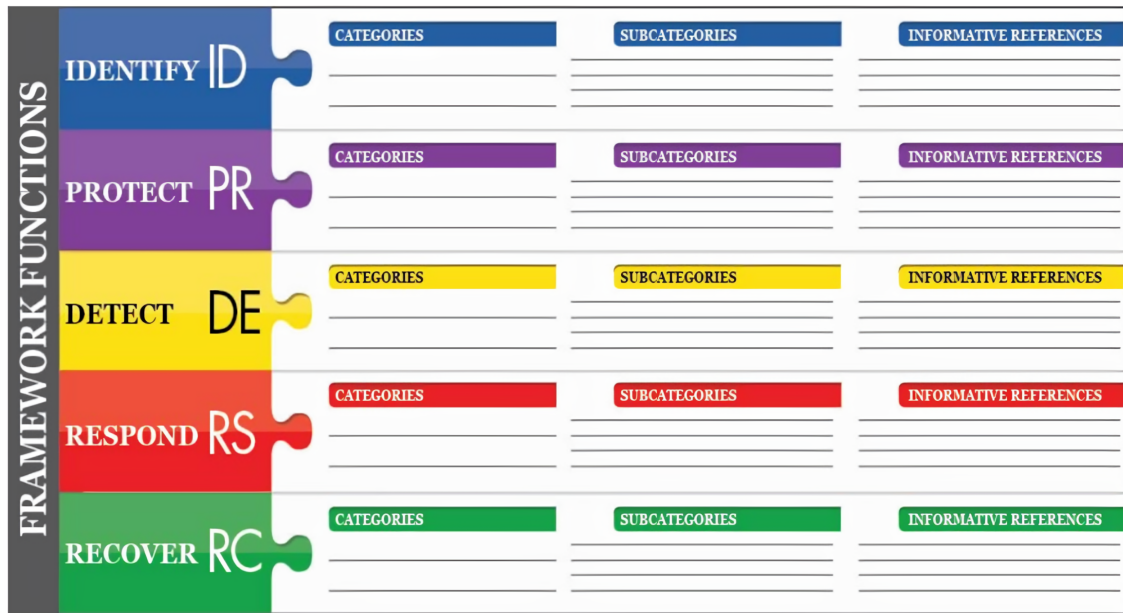 FRAMEWORK FUNCTIONS
IDENTIFY ID
CATEGORIES
SUBCATEGORIES
INFORMATIVE REFERENCES
PROTECT PR
CATEGORIES
SUBCATEGORIES
INFORMATIVE REFERENCES
DETECT DE
CATEGORIES
SUBCATEGORIES
INFORMATIVE REFERENCES
RESPOND RS
CATEGORIES
SUBCATEGORIES
INFORMATIVE REFERENCES
RECOVER RC
CATEGORIES
SUBCATEGORIES
INFORMATIVE REFERENCES